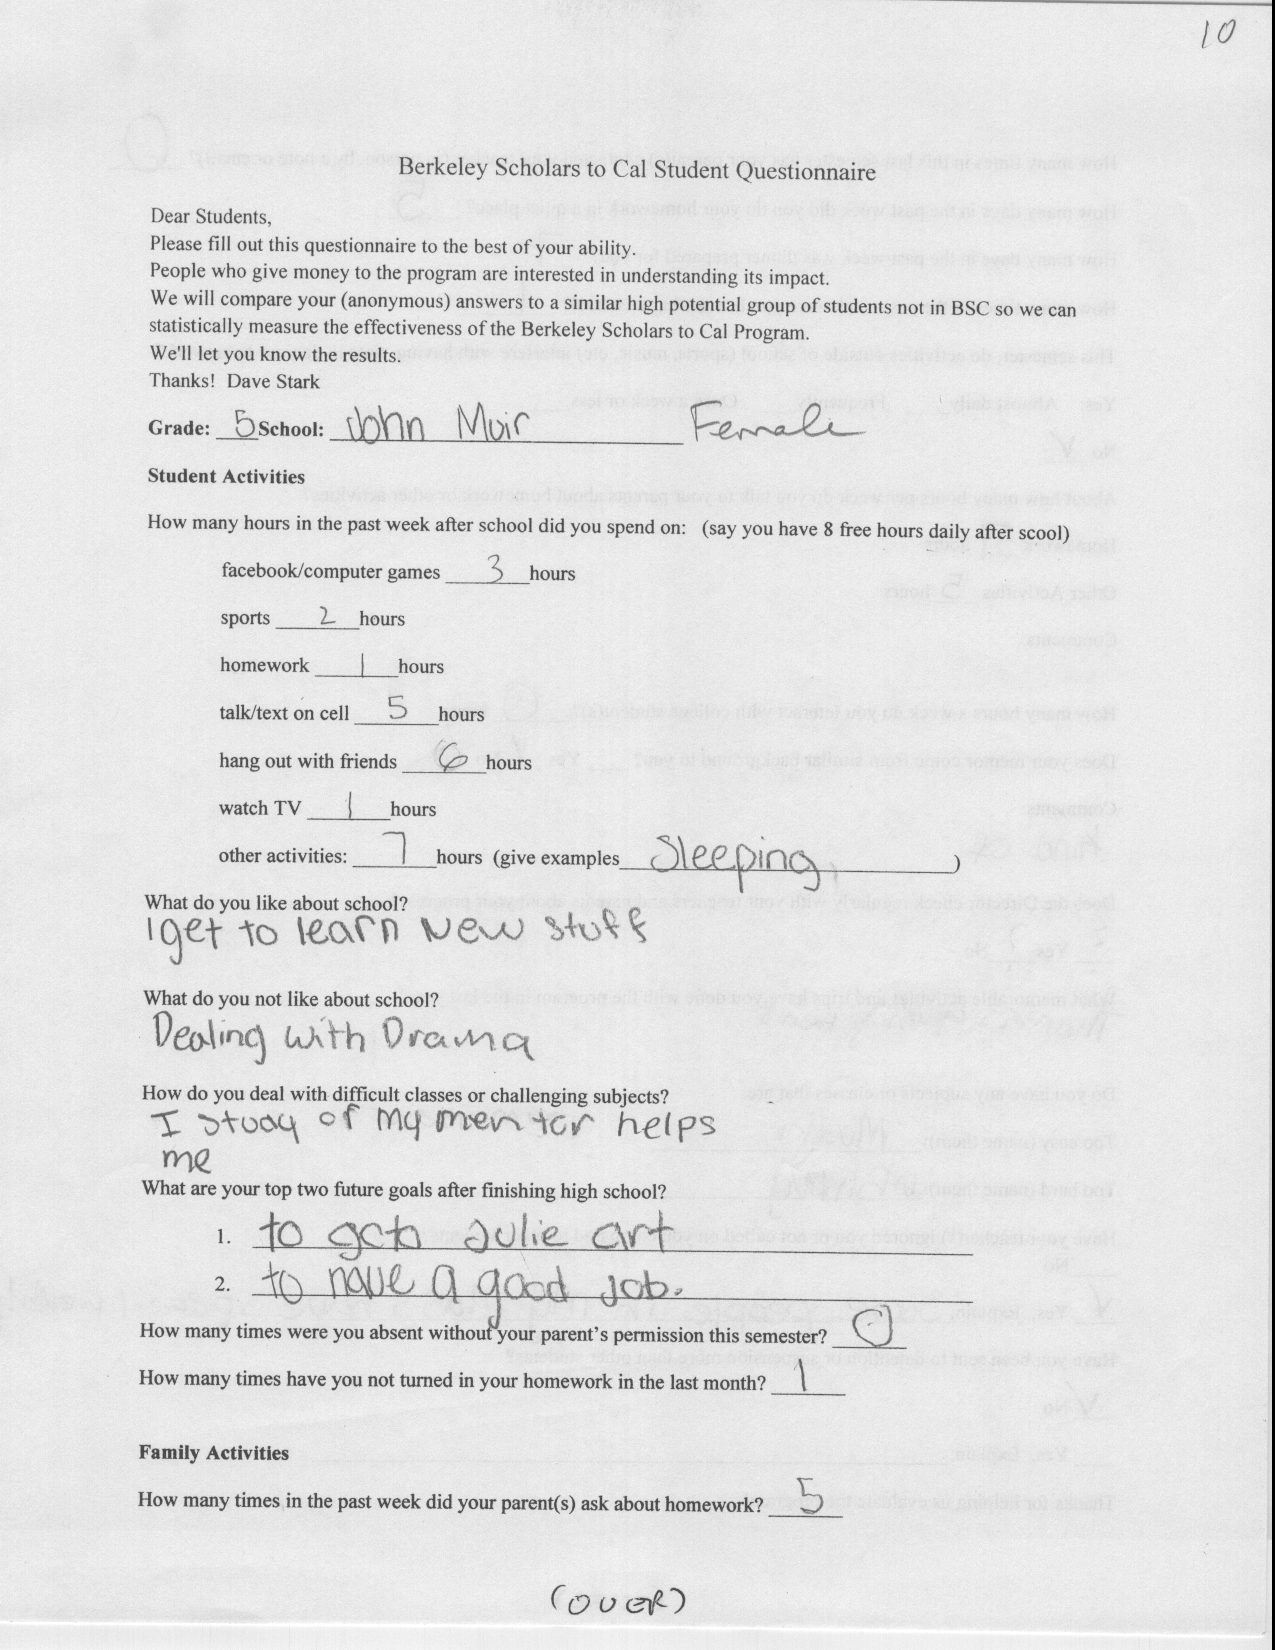 10
Berkeley Scholars to Cal Student Questionnaire
Dear Students,
Please fill out this questionnaire to the best of your ability.
People who give money to the program are interested in understanding its impact.
We will compare your (anonymous) answers to a similar high potential group of students not in BSC so we can
statistically measure the effectiveness of the Berkeley Scholars to Cal Program.
We'll let you know the results.
Thanks! Dave Stark
Grade: 5 School: John Muir Female
Student Activities
How many hours in the past week after school did you spend on: (say you have 8 free hours daily after scool)
facebook/computer games 3 hours
sports 2 hours
homework 1 hours
talk/text on cell 5 hours
hang out with friends 6 hours
watch TV 1 hours
other activities: 7 hours (give examples Sleeping, )
What do you like about school?
I get to learn New stuff
What do you not like about school?
Dealing with Drama
How do you deal with difficult classes or challenging subjects?
I study or my mentor helps
me
What are your top two future goals after finishing high school?
1. to goto Julie art
2. to have a good job.
How many times were you absent without your parent's permission this semester? 0
How many times have you not turned in your homework in the last month? 1
Family Activities
How many times in the past week did your parent(s) ask about homework? 5
(OVER)